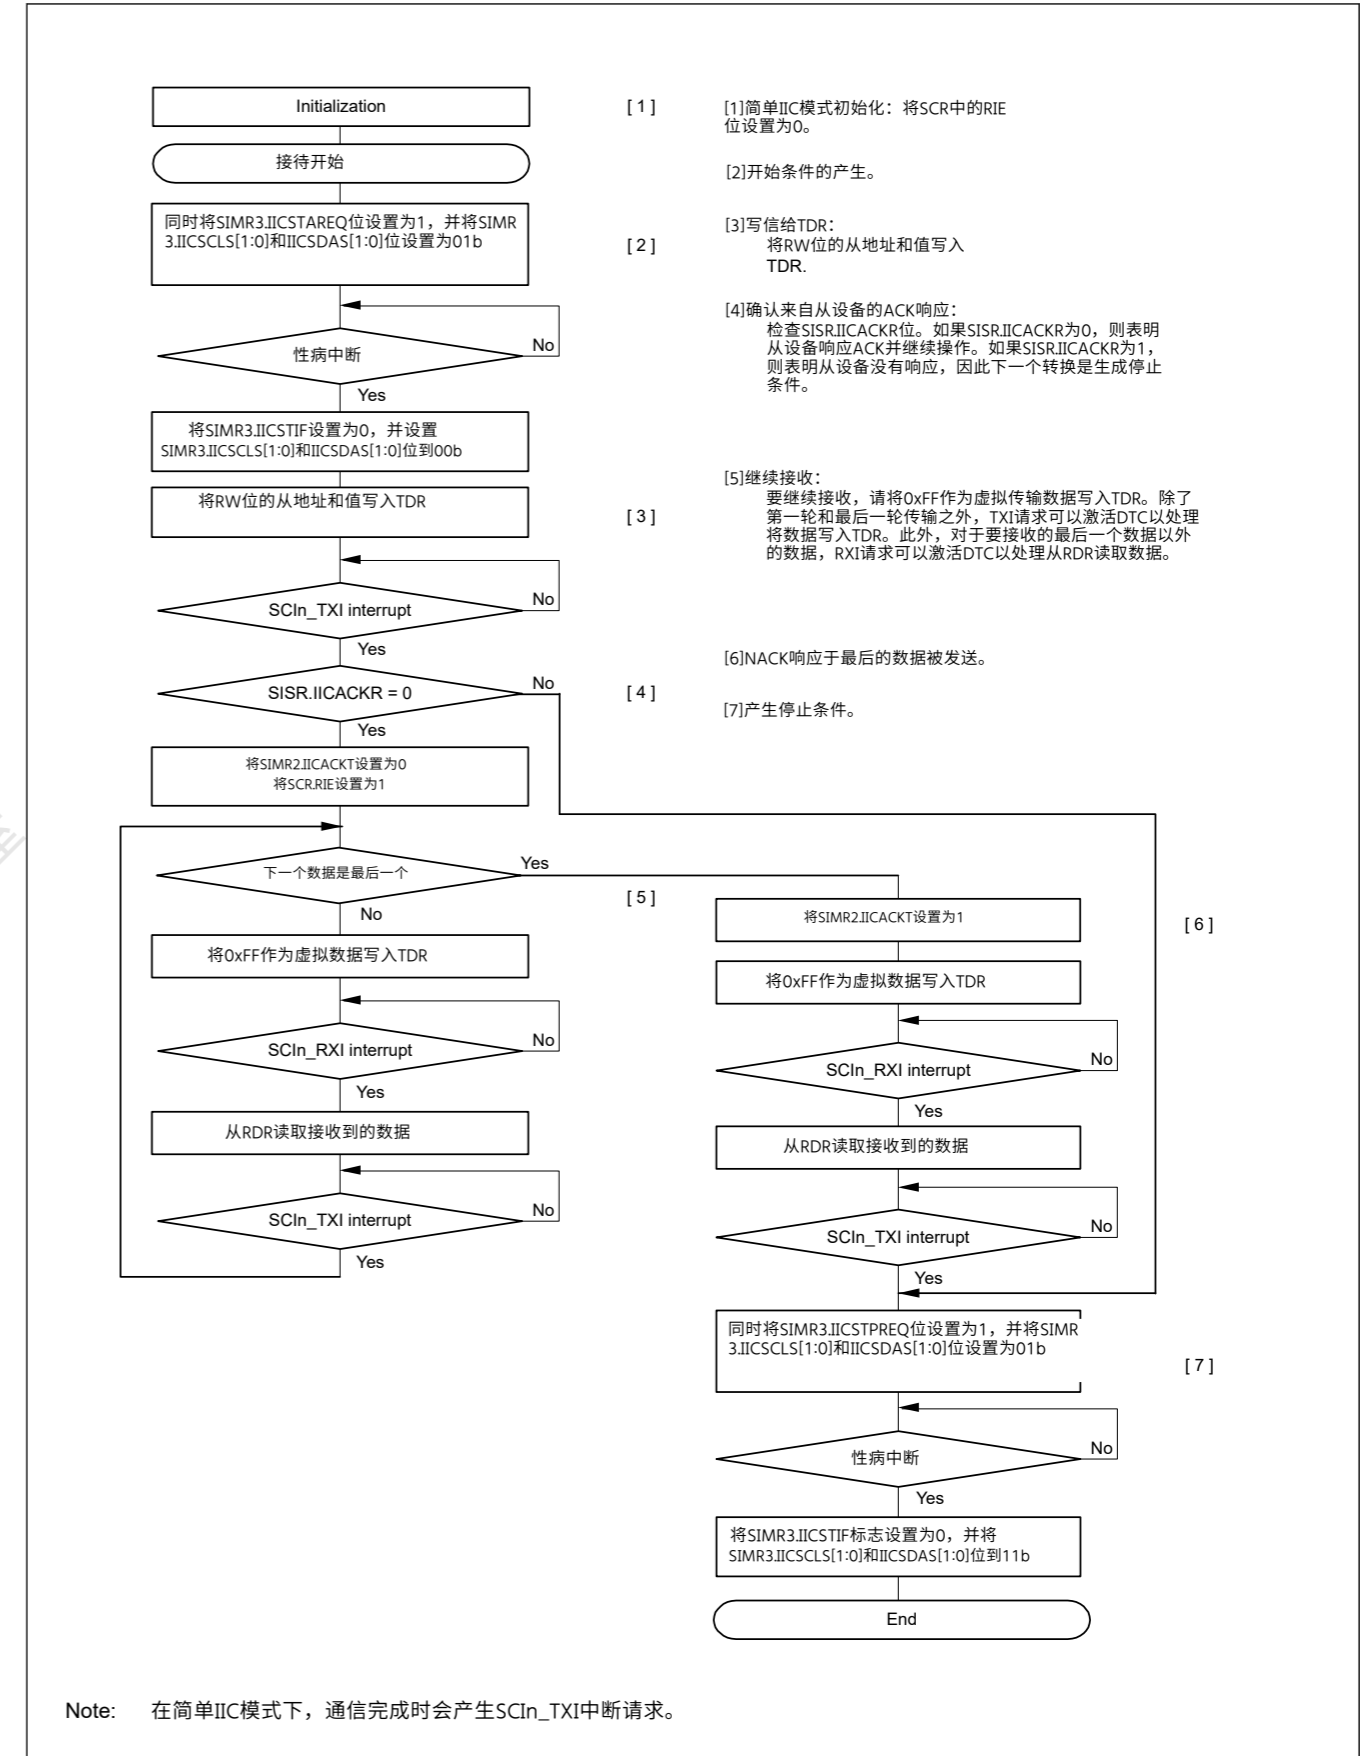 Initialization
[ 1 ]
[1]简单IIC模式初始化：将SCR中的RIE
位设置为0。
接待开始
[2]开始条件的产生。
同时将SIMR3.IICSTAREQ位设置为1，并将SIMR
3.IICSCLS[1:0]和IICSDAS[1:0]位设置为01b
[ 2 ]
[3]写信给TDR：
将RW位的从地址和值写入
TDR.
性病中断
No
Yes
[4]确认来自从设备的ACK响应：
检查SISR.IICACKR位。如果SISR.IICACKR为0，则表明
从设备响应ACK并继续操作。如果SISR.IICACKR为1，
则表明从设备没有响应，因此下一个转换是生成停止
条件。
将SIMR3.IICSTIF设置为0，并设置
SIMR3.IICSCLS[1:0]和IICSDAS[1:0]位到00b
将RW位的从地址和值写入TDR
[ 3 ]
[5]继续接收：
要继续接收，请将0xFF作为虚拟传输数据写入TDR。除了
第一轮和最后一轮传输之外，TXI请求可以激活DTC以处理
将数据写入TDR。此外，对于要接收的最后一个数据以外
的数据，RXI请求可以激活DTC以处理从RDR读取数据。
SCIn_TXI interrupt
No
Yes
[6]NACK响应于最后的数据被发送。
SISR.IICACKR = 0
No
[ 4 ]
Yes
[7]产生停止条件。
将SIMR2.IICACKT设置为0
将SCR.RIE设置为1
下一个数据是最后一个
Yes
[ 5 ]
No
将0xFF作为虚拟数据写入TDR
SCIn_RXI interrupt
No
Yes
从RDR读取接收到的数据
SCIn_TXI interrupt
No
Yes
将SIMR2.IICACKT设置为1
[ 6 ]
将0xFF作为虚拟数据写入TDR
SCIn_RXI interrupt
No
Yes
从RDR读取接收到的数据
SCIn_TXI interrupt
No
Yes
同时将SIMR3.IICSTPREQ位设置为1，并将SIMR
3.IICSCLS[1:0]和IICSDAS[1:0]位设置为01b
[ 7 ]
性病中断
No
Yes
将SIMR3.IICSTIF标志设置为0，并将
SIMR3.IICSCLS[1:0]和IICSDAS[1:0]位到11b
End
Note: 在简单IIC模式下，通信完成时会产生SCIn_TXI中断请求。